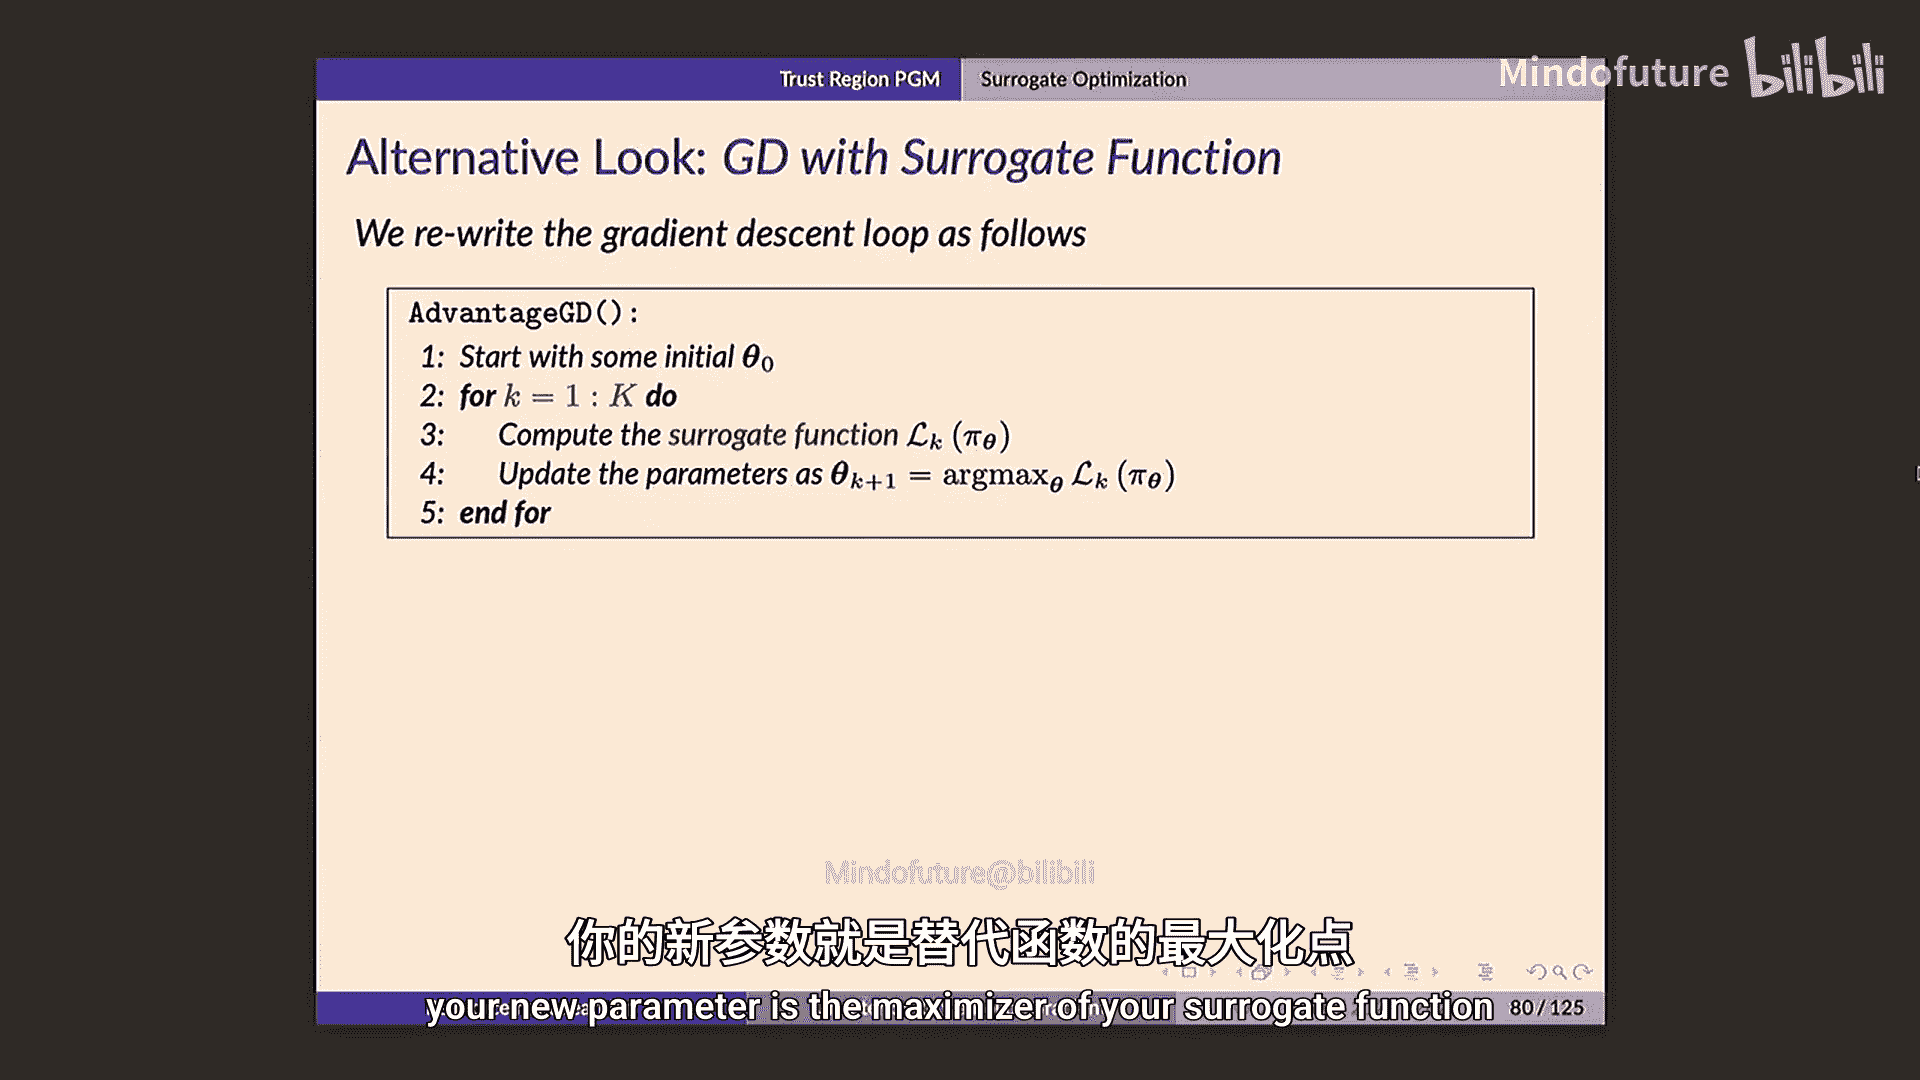 Trust Region PGM Surrogate Optimization
Mindofuture bilibili
Alternative Look: GD with Surrogate Function
We re-write the gradient descent loop as follows
AdvantageGD():
1: Start with some initial θ₀
2: for k = 1 : K do
3: Compute the surrogate function ℒₖ (π_θ)
4: Update the parameters as θₖ₊₁ = argmax_θ ℒₖ (π_θ)
5: end for
Mindofuture@bilibili
你的新参数就是替代函数的最大化点
your new parameter is the maximizer of your surrogate function
80 / 125